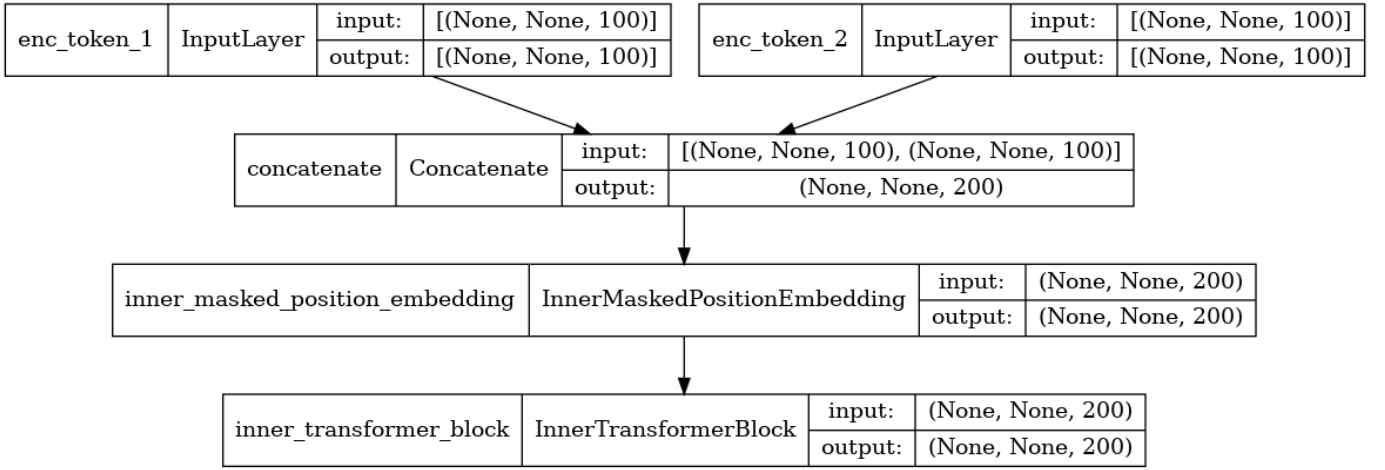 enc_token_1 InputLayer input: [(None, None, 100)] output: [(None, None, 100)]
enc_token_2 InputLayer input: [(None, None, 100)] output: [(None, None, 100)]
concatenate Concatenate input: [(None, None, 100), (None, None, 100)] output: (None, None, 200)
inner_masked_position_embedding InnerMaskedPositionEmbedding input: (None, None, 200) output: (None, None, 200)
inner_transformer_block InnerTransformerBlock input: (None, None, 200) output: (None, None, 200)